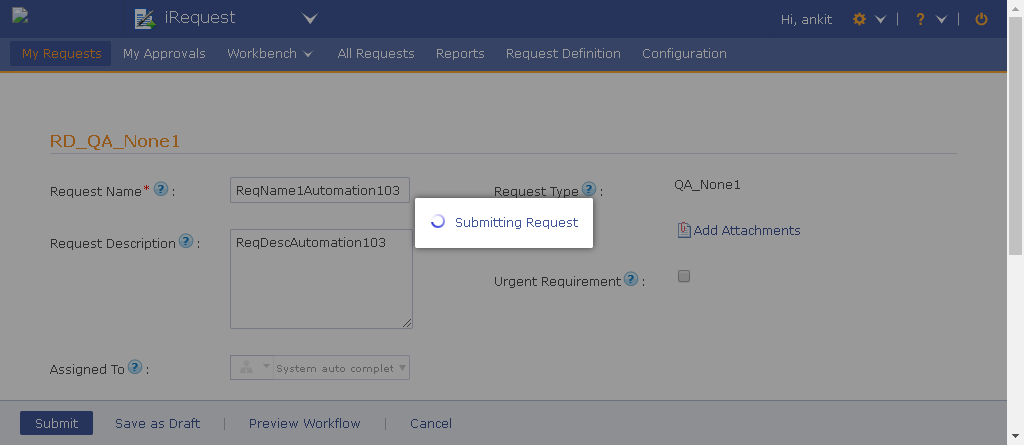 iRequest
Hi, ankit | ? |
My Requests My Approvals Workbench All Requests Reports Request Definition Configuration
RD_QA_None1
Request Name* ? : ReqName1Automation103 Request Type ? : QA_None1
Submitting Request
Request Description ? : ReqDescAutomation103 Add Attachments
Urgent Requirement ? :
Assigned To ? : System auto complet
Submit Save as Draft | Preview Workflow | Cancel